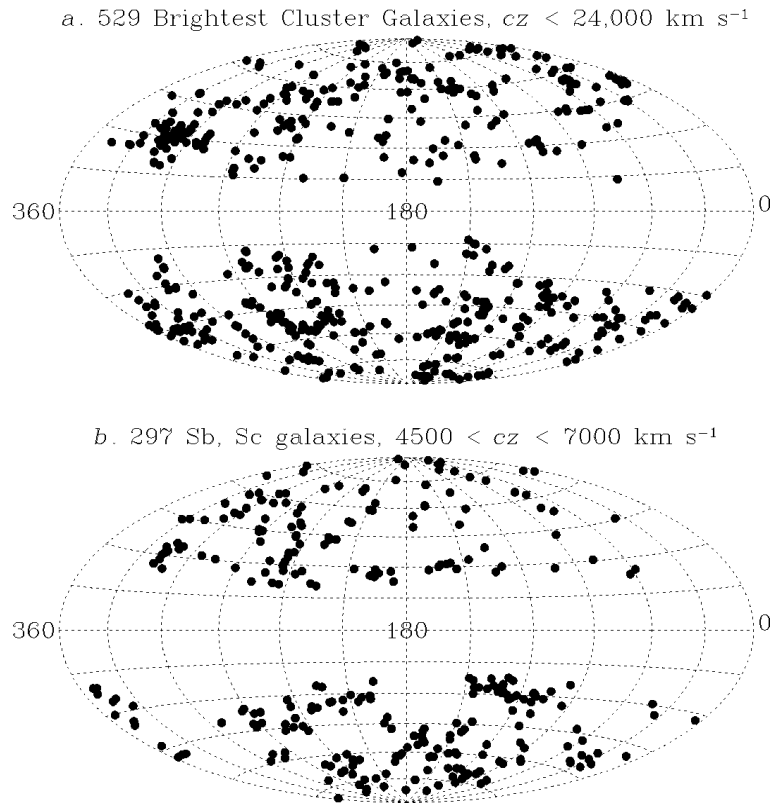 a. 529 Brightest Cluster Galaxies, cz < 24,000 km s⁻¹
360 180 0
b. 297 Sb, Sc galaxies, 4500 < cz < 7000 km s⁻¹
360 180 0